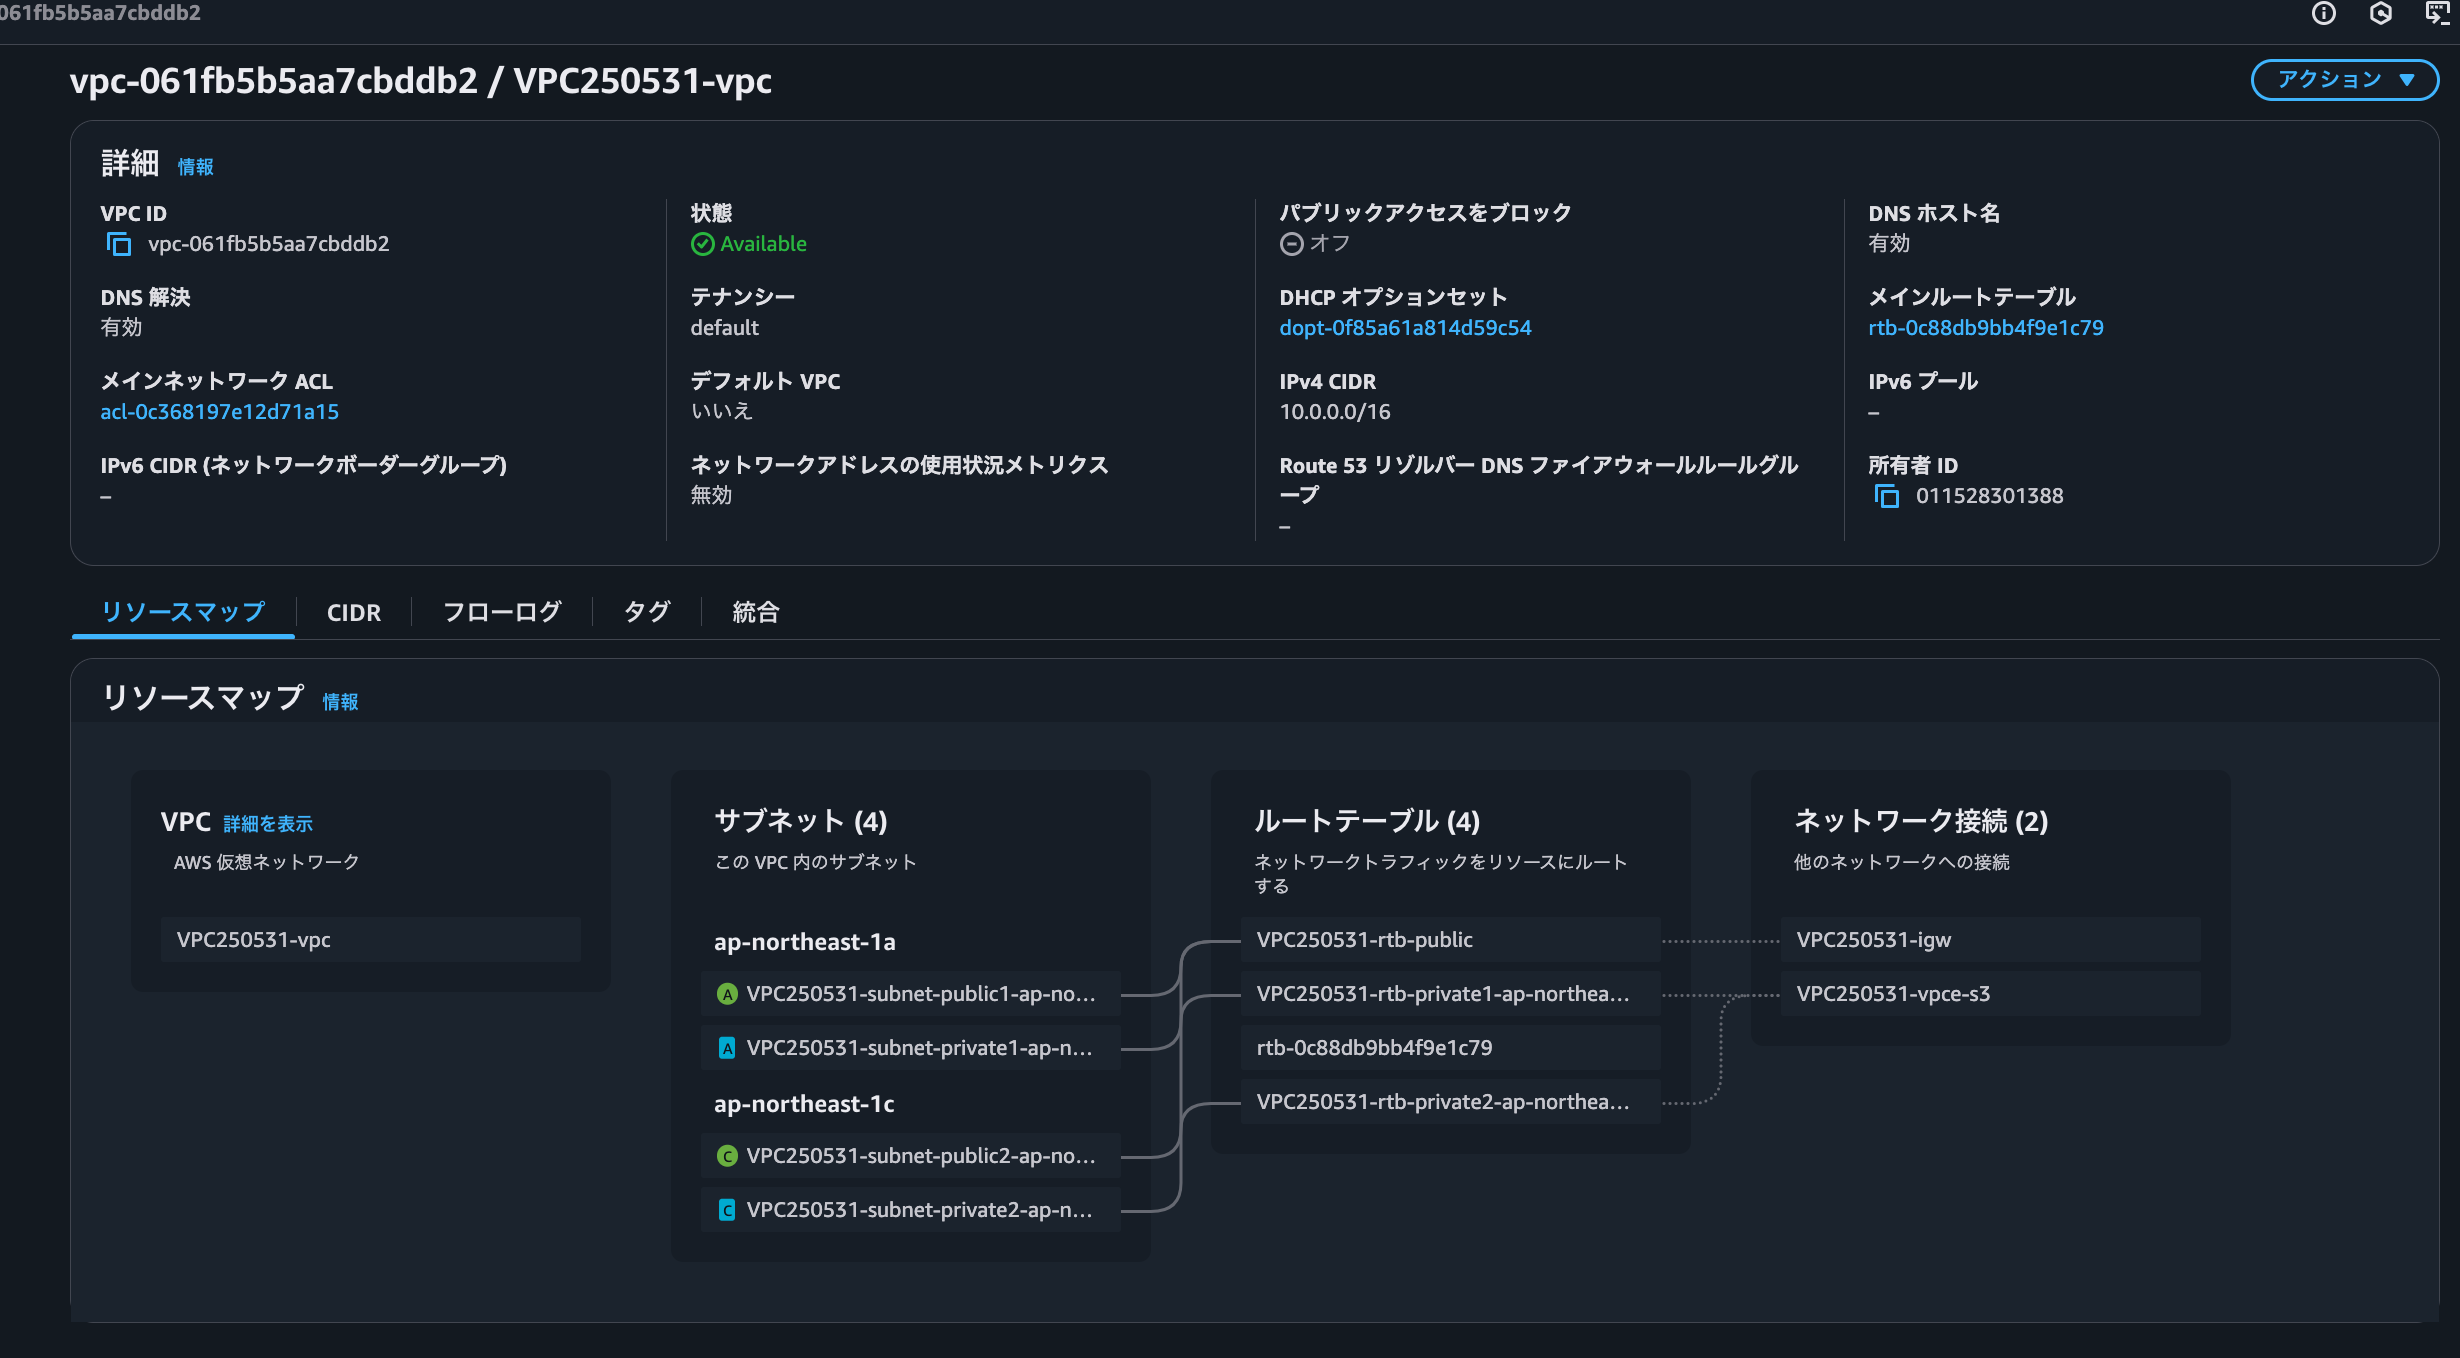 061fb5b5aa7cbddb2
vpc-061fb5b5aa7cbddb2 / VPC250531-vpc
アクション
詳細 情報
VPC ID
vpc-061fb5b5aa7cbddb2
状態
Available
パブリックアクセスをブロック
オフ
DNS ホスト名
有効
DNS 解決
有効
テナンシー
default
DHCP オプションセット
dopt-0f85a61a814d59c54
メインルートテーブル
rtb-0c88db9bb4f9e1c79
メインネットワーク ACL
acl-0c368197e12d71a15
デフォルト VPC
いいえ
IPv4 CIDR
10.0.0.0/16
IPv6 プール
–
IPv6 CIDR (ネットワークボーダーグループ)
–
ネットワークアドレスの使用状況メトリクス
無効
Route 53 リゾルバー DNS ファイアウォールルールグル
ープ
–
所有者 ID
011528301388
リソースマップ
CIDR
フローログ
タグ
統合
リソースマップ 情報
VPC 詳細を表示
AWS 仮想ネットワーク
VPC250531-vpc
サブネット (4)
この VPC 内のサブネット
ap-northeast-1a
A VPC250531-subnet-public1-ap-no...
A VPC250531-subnet-private1-ap-n...
ap-northeast-1c
C VPC250531-subnet-public2-ap-no...
C VPC250531-subnet-private2-ap-n...
ルートテーブル (4)
ネットワークトラフィックをリソースにルート
する
VPC250531-rtb-public
VPC250531-rtb-private1-ap-northea...
rtb-0c88db9bb4f9e1c79
VPC250531-rtb-private2-ap-northea...
ネットワーク接続 (2)
他のネットワークへの接続
VPC250531-igw
VPC250531-vpce-s3